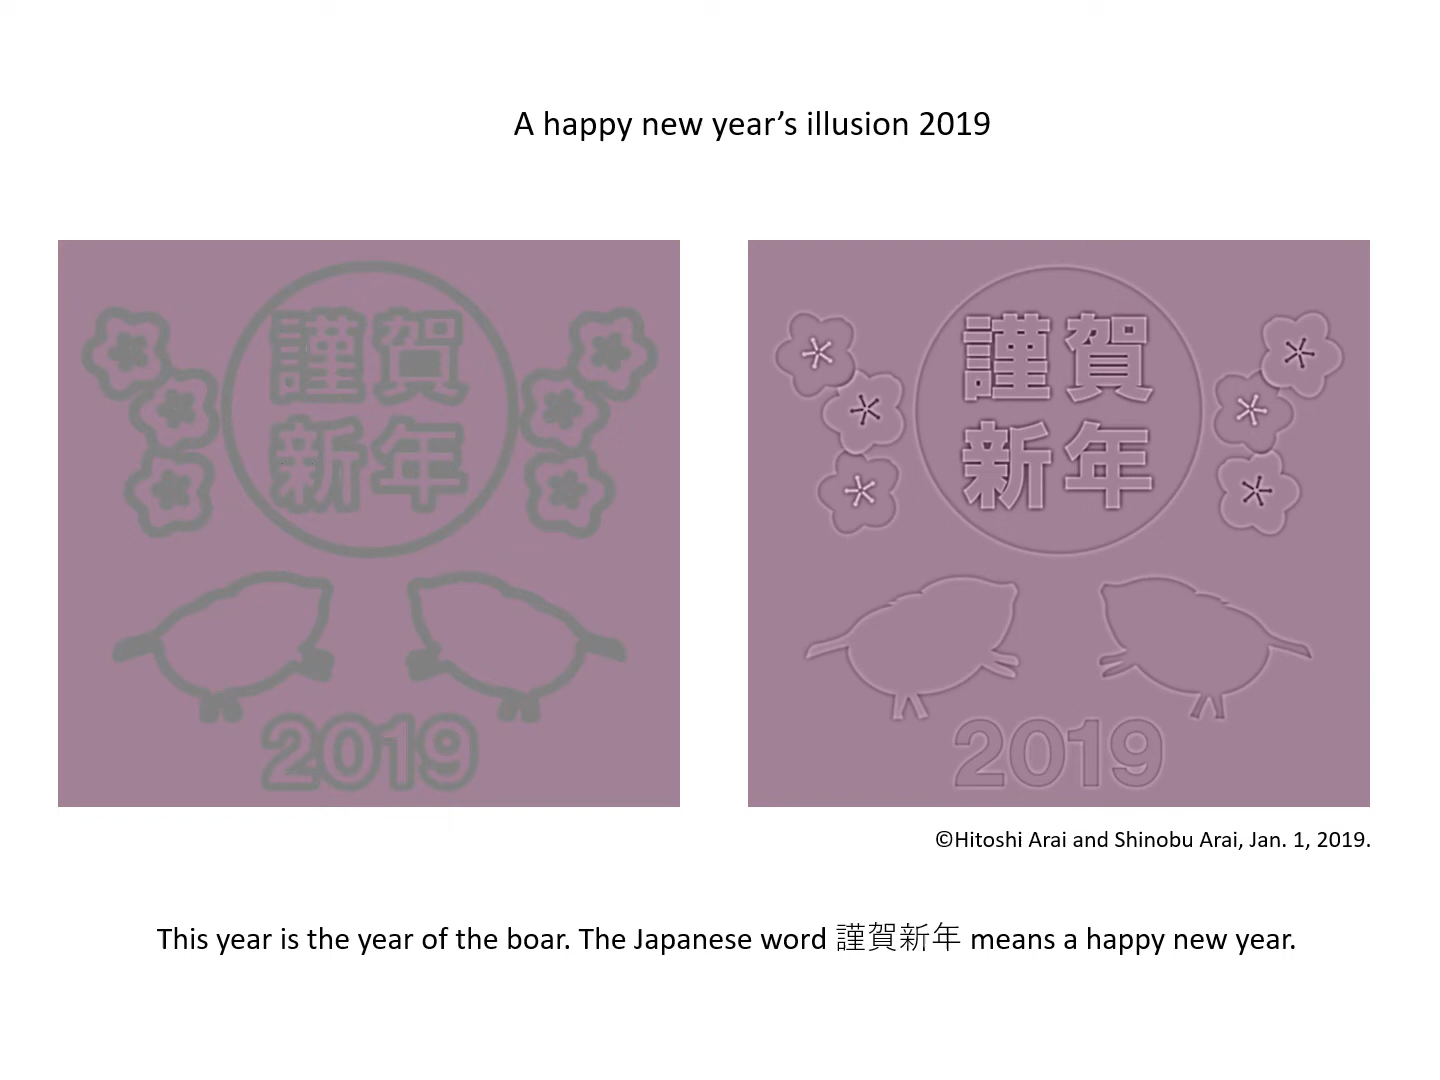 A happy new year’s illusion 2019
謹賀
新年
2019
謹賀
新年
2019
©Hitoshi Arai and Shinobu Arai, Jan. 1, 2019.
This year is the year of the boar. The Japanese word 謹賀新年 means a happy new year.